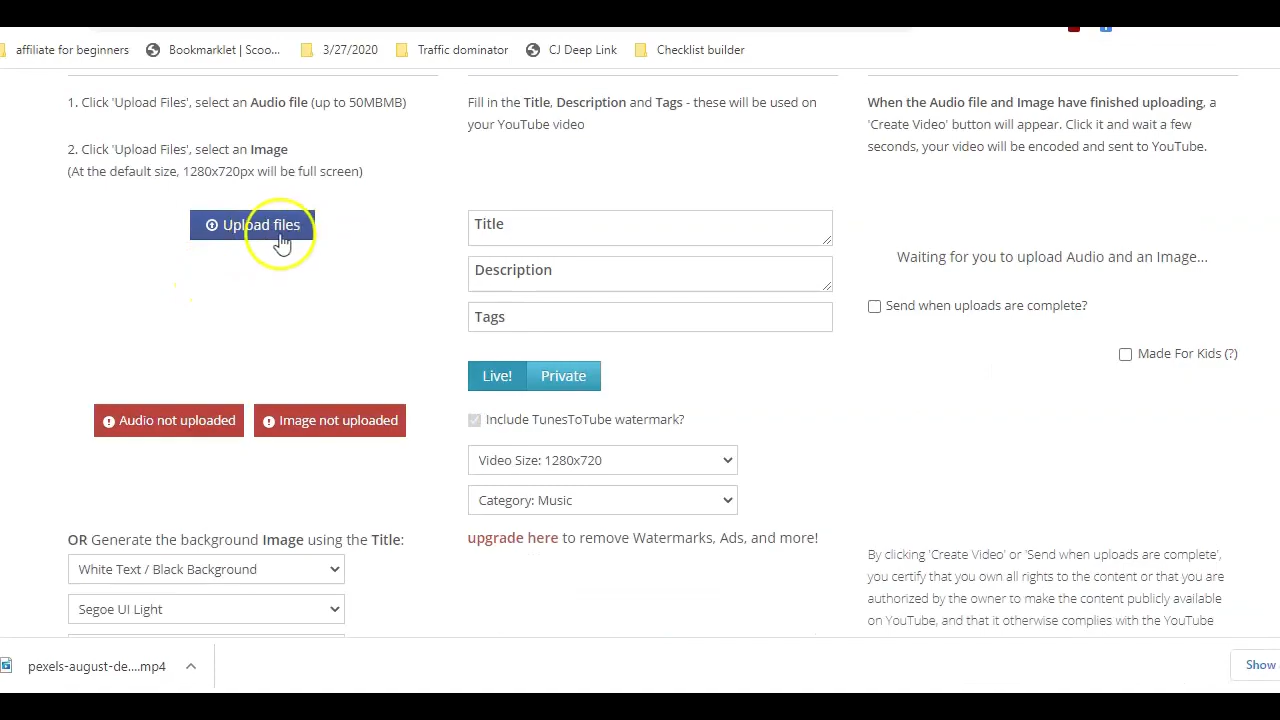 affiliate for beginners
Bookmarklet | Scoo...
3/27/2020
Traffic dominator
CJ Deep Link
Checklist builder
1. Click 'Upload Files', select an Audio file (up to 50MBMB)
2. Click 'Upload Files', select an Image
(At the default size, 1280x720px will be full screen)
Upload files
Audio not uploaded
Image not uploaded
OR Generate the background Image using the Title:
White Text / Black Background
Segoe UI Light
Fill in the Title, Description and Tags - these will be used on
your YouTube video
Title
Description
Tags
Live!
Private
Include TunesToTube watermark?
Video Size: 1280x720
Category: Music
upgrade here to remove Watermarks, Ads, and more!
When the Audio file and Image have finished uploading, a
'Create Video' button will appear. Click it and wait a few
seconds, your video will be encoded and sent to YouTube.
Waiting for you to upload Audio and an Image...
Send when uploads are complete?
Made For Kids (?)
By clicking 'Create Video' or 'Send when uploads are complete',
you certify that you own all rights to the content or that you are
authorized by the owner to make the content publicly available
on YouTube, and that it otherwise complies with the YouTube
pexels-august-de....mp4
Show